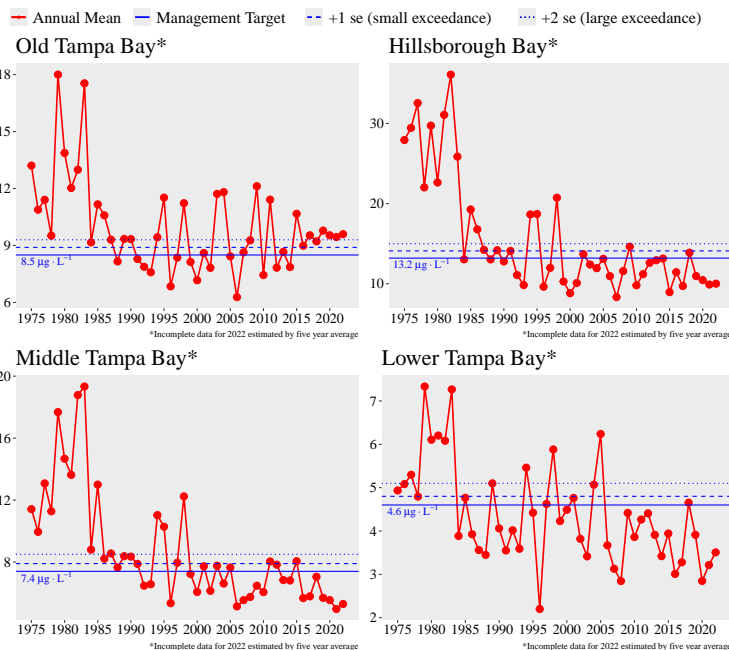 Annual Mean Management Target +1 se (small exceedance) +2 se (large exceedance)
Old Tampa Bay*
18
15
12
9
6
8.5 µg · L⁻¹
1975 1980 1985 1990 1995 2000 2005 2010 2015 2020
*Incomplete data for 2022 estimated by five year average
Hillsborough Bay*
30
20
10
13.2 µg · L⁻¹
1975 1980 1985 1990 1995 2000 2005 2010 2015 2020
*Incomplete data for 2022 estimated by five year average
Middle Tampa Bay*
20
16
12
8
7.4 µg · L⁻¹
1975 1980 1985 1990 1995 2000 2005 2010 2015 2020
*Incomplete data for 2022 estimated by five year average
Lower Tampa Bay*
7
6
5
4
3
2
4.6 µg · L⁻¹
1975 1980 1985 1990 1995 2000 2005 2010 2015 2020
*Incomplete data for 2022 estimated by five year average